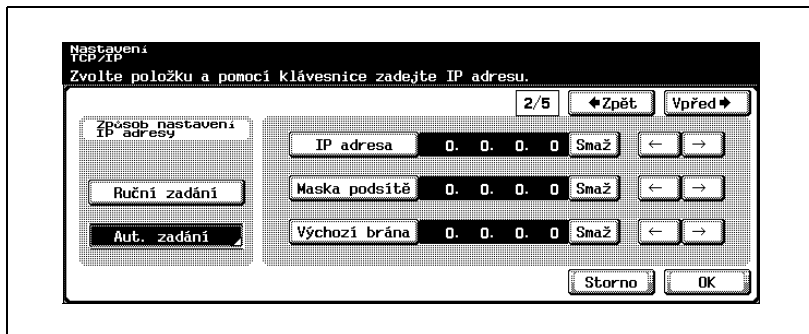 Nastavení
TCP/IP
Zvolte položku a pomocí klávesnice zadejte IP adresu.
2/5 ←Zpět Vpřed→
Způsob nastavení
IP adresy
IP adresa 0. 0. 0. 0 Smaž ← →
Ruční zadání
Maska podsítě 0. 0. 0. 0 Smaž ← →
Aut. zadání
Výchozí brána 0. 0. 0. 0 Smaž ← →
Storno OK